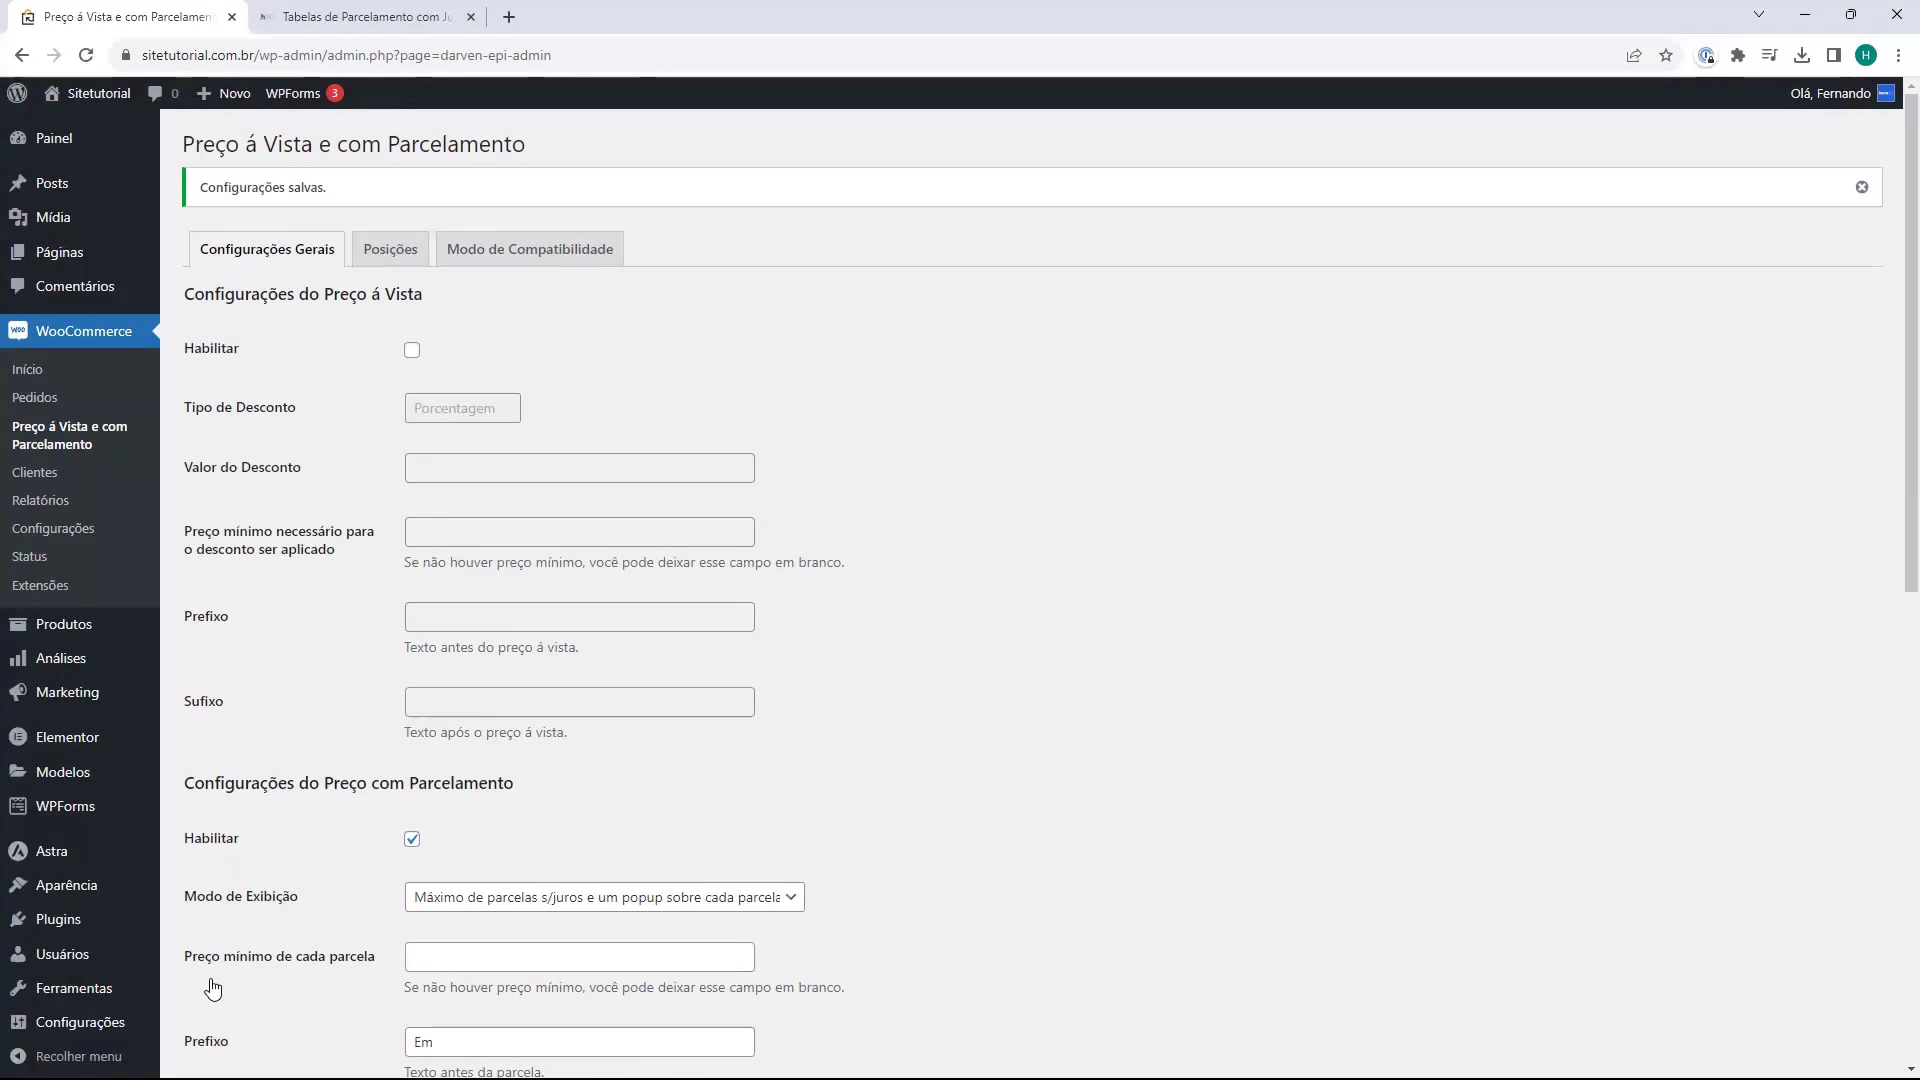 Preço á Vista e com Parcelament
Tabelas de Parcelamento com Ju
sitetutorial.com.br/wp-admin/admin.php?page=darven-epi-admin
H
Sitetutorial
0
Novo
WPForms 3
Olá, Fernando
Painel
Posts
Mídia
Páginas
Comentários
WooCommerce
Início
Pedidos
Preço á Vista e com
Parcelamento
Clientes
Relatórios
Configurações
Status
Extensões
Produtos
Análises
Marketing
Elementor
Modelos
WPForms
Astra
Aparência
Plugins
Usuários
Ferramentas
Configurações
Recolher menu
Preço á Vista e com Parcelamento
Configurações salvas.
Configurações Gerais
Posições
Modo de Compatibilidade
Configurações do Preço á Vista
Habilitar
Tipo de Desconto
Porcentagem
Valor do Desconto
Preço mínimo necessário para
o desconto ser aplicado
Se não houver preço mínimo, você pode deixar esse campo em branco.
Prefixo
Texto antes do preço á vista.
Sufixo
Texto após o preço á vista.
Configurações do Preço com Parcelamento
Habilitar
Modo de Exibição
Máximo de parcelas s/juros e um popup sobre cada parcela
Preço mínimo de cada parcela
Se não houver preço mínimo, você pode deixar esse campo em branco.
Prefixo
Em
Texto antes da parcela.